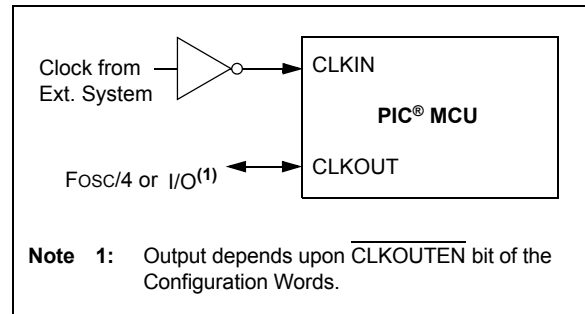 Clock from
Ext. System
CLKIN
PIC® MCU
FOSC/4 or I/O(1)
CLKOUT
Note 1: Output depends upon CLKOUTEN bit of the
Configuration Words.